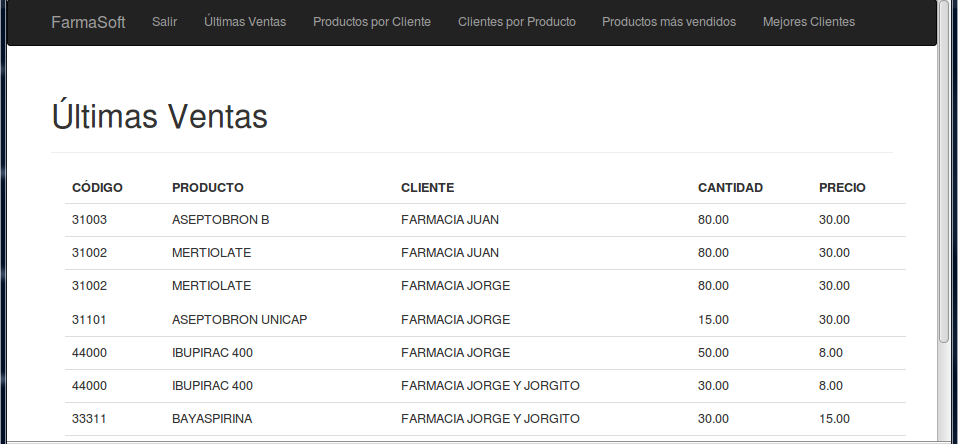 FarmaSoft Salir Últimas Ventas Productos por Cliente Clientes por Producto Productos más vendidos Mejores Clientes
Últimas Ventas
CÓDIGO PRODUCTO CLIENTE CANTIDAD PRECIO
31003 ASEPTOBRON B FARMACIA JUAN 80.00 30.00
31002 MERTIOLATE FARMACIA JUAN 80.00 30.00
31002 MERTIOLATE FARMACIA JORGE 80.00 30.00
31101 ASEPTOBRON UNICAP FARMACIA JORGE 15.00 30.00
44000 IBUPIRAC 400 FARMACIA JORGE 50.00 8.00
44000 IBUPIRAC 400 FARMACIA JORGE Y JORGITO 30.00 8.00
33311 BAYASPIRINA FARMACIA JORGE Y JORGITO 30.00 15.00